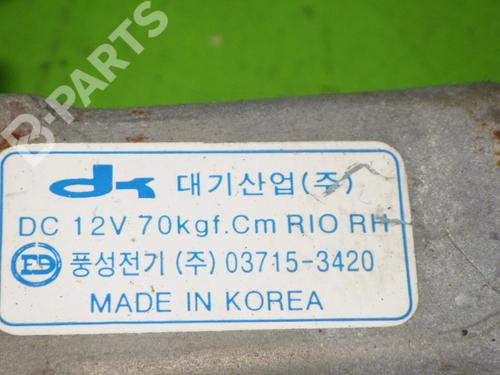 B-PARTS
dk 대기산업(주)
DC 12V 70kgf.Cm RIO RH
풍성전기(주) 03715-3420
MADE IN KOREA